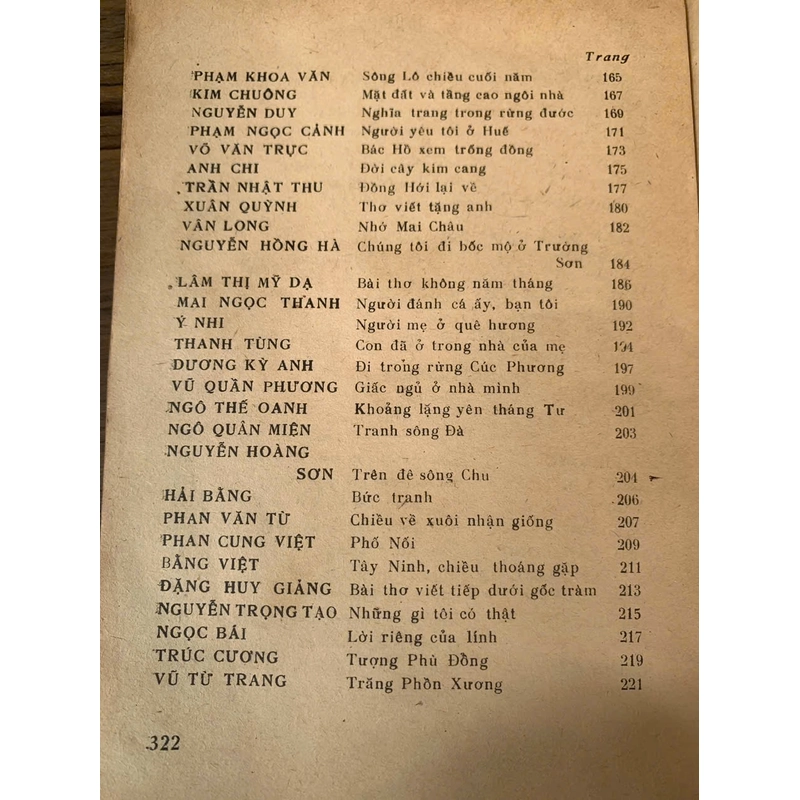 Trang
PHẠM KHOA VĂN Sông Lô chiều cuối năm 165
KIM CHUÔNG Mặt đất và tầng cao ngôi nhà 167
NGUYỄN DUY Nghĩa trang trong rừng đước 169
PHẠM NGỌC CẢNH Người yêu tôi ở Huế 171
VÕ VĂN TRỰC Bác Hồ xem trống đồng 173
ANH CHI Đời cây kim cang 175
TRẦN NHẬT THU Đồng Hới lại về 177
XUÂN QUỲNH Thơ viết tặng anh 180
VÂN LONG Nhớ Mai Châu 182
NGUYỄN HỒNG HÀ Chúng tôi đi bốc mộ ở Trường
Sơn 184
LÂM THỊ MỸ DẠ Bài thơ không năm tháng 186
MAI NGỌC THANH Người đánh cá ấy, bạn tôi 190
Ý NHI Người mẹ ở quê hương 192
THANH TÙNG Con đã ở trong nhà của mẹ 194
DƯƠNG KỲ ANH Đi trong rừng Cúc Phương 197
VŨ QUẦN PHƯƠNG Giấc ngủ ở nhà mình 199
NGÔ THẾ OANH Khoảng lặng yên tháng Tư 201
NGÔ QUÂN MIỆN Tranh sông Đà 203
NGUYỄN HOÀNG
SƠN Trên đê sông Chu 204
HẢI BẰNG Bức tranh 206
PHAN VĂN TỪ Chiều về xuôi nhận giống 207
PHAN CUNG VIỆT Phố Nối 209
BẰNG VIỆT Tây Ninh, chiều thoáng gặp 211
ĐẶNG HUY GIẢNG Bài thơ viết tiếp dưới gốc tràm 213
NGUYỄN TRỌNG TẠO Những gì tôi có thật 215
NGỌC BÁI Lời riêng của lính 217
TRÚC CƯƠNG Tượng Phù Đồng 219
VŨ TỪ TRANG Trăng Phồn Xương 221
322